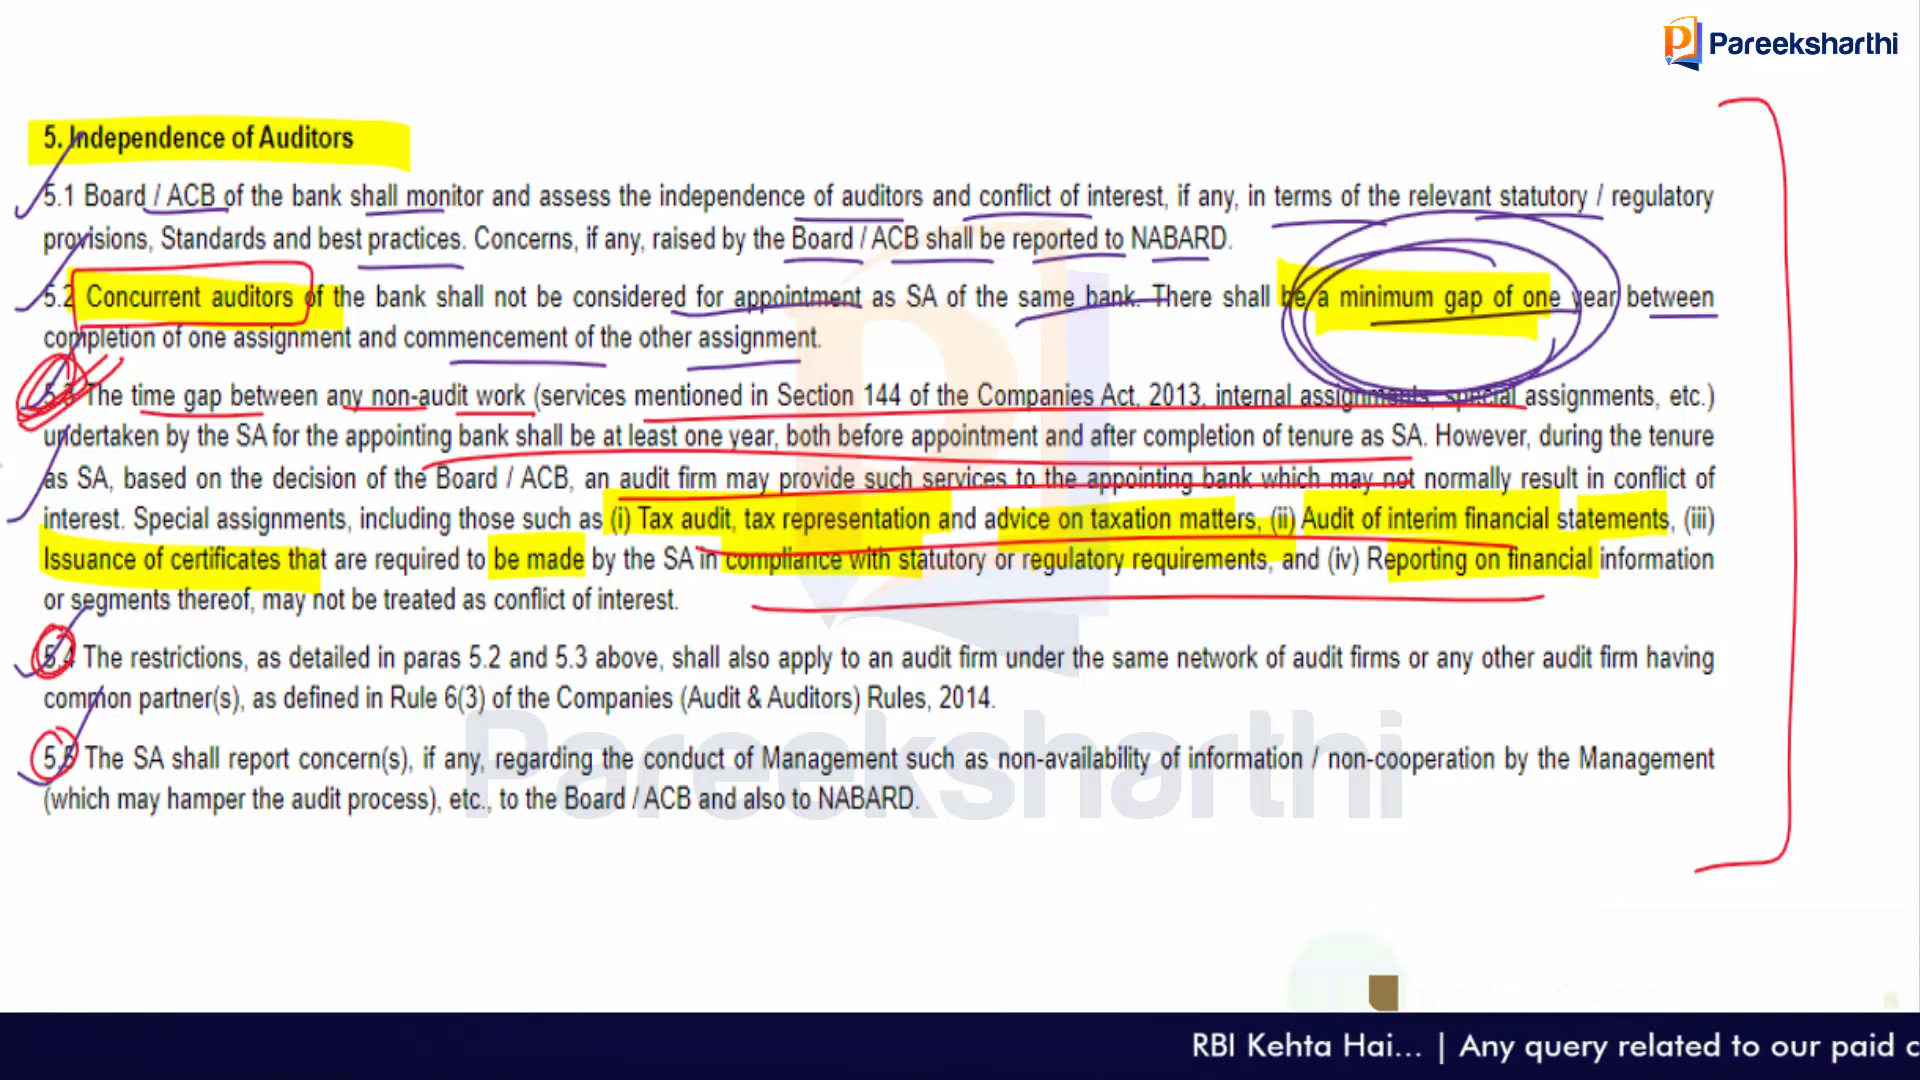 Pareeksharthi
5. Independence of Auditors
5.1 Board / ACB of the bank shall monitor and assess the independence of auditors and conflict of interest, if any, in terms of the relevant statutory / regulatory
provisions, Standards and best practices. Concerns, if any, raised by the Board / ACB shall be reported to NABARD.
5.2 Concurrent auditors of the bank shall not be considered for appointment as SA of the same bank. There shall be a minimum gap of one year between
completion of one assignment and commencement of the other assignment.
5.3 The time gap between any non-audit work (services mentioned in Section 144 of the Companies Act, 2013, internal assignments, special assignments, etc.)
undertaken by the SA for the appointing bank shall be at least one year, both before appointment and after completion of tenure as SA. However, during the tenure
as SA, based on the decision of the Board / ACB, an audit firm may provide such services to the appointing bank which may not normally result in conflict of
interest. Special assignments, including those such as (i) Tax audit, tax representation and advice on taxation matters, (ii) Audit of interim financial statements, (iii)
Issuance of certificates that are required to be made by the SA in compliance with statutory or regulatory requirements, and (iv) Reporting on financial information
or segments thereof, may not be treated as conflict of interest.
5.4 The restrictions, as detailed in paras 5.2 and 5.3 above, shall also apply to an audit firm under the same network of audit firms or any other audit firm having
common partner(s), as defined in Rule 6(3) of the Companies (Audit & Auditors) Rules, 2014.
Pareeksharthi
5.5 The SA shall report concern(s), if any, regarding the conduct of Management such as non-availability of information / non-cooperation by the Management
(which may hamper the audit process), etc., to the Board / ACB and also to NABARD.
RBI Kehta Hai... | Any query related to our paid c